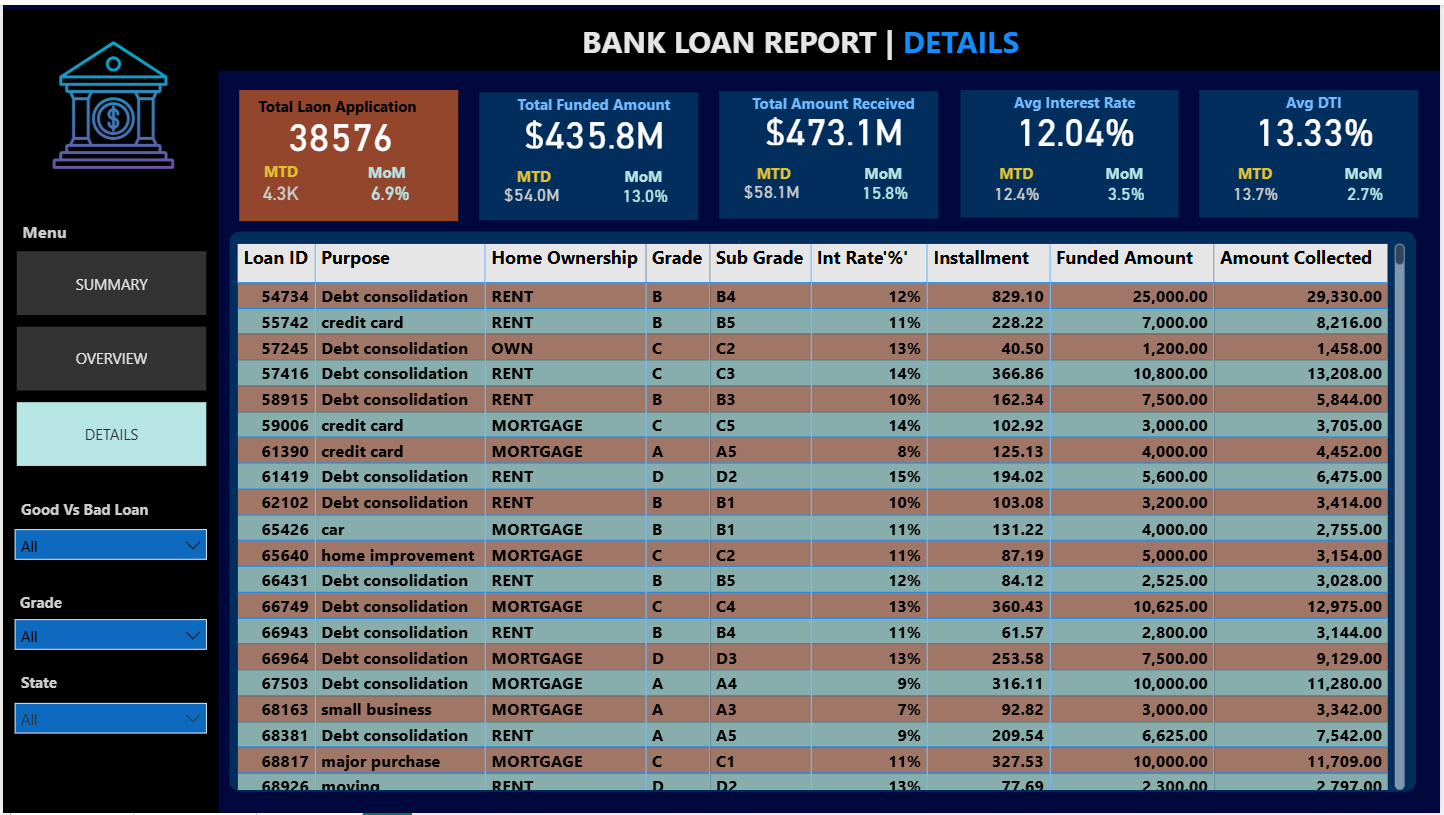 BANK LOAN REPORT | DETAILS
Total Laon Application
38576
MTD MoM
4.3K 6.9%
Total Funded Amount
$435.8M
MTD MoM
$54.0M 13.0%
Total Amount Received
$473.1M
MTD MoM
$58.1M 15.8%
Avg Interest Rate
12.04%
MTD MoM
12.4% 3.5%
Avg DTI
13.33%
MTD MoM
13.7% 2.7%
Menu
SUMMARY
OVERVIEW
DETAILS
Good Vs Bad Loan
All
Grade
All
State
All
Loan ID Purpose Home Ownership Grade Sub Grade Int Rate'%' Installment Funded Amount Amount Collected
54734 Debt consolidation RENT B B4 12% 829.10 25,000.00 29,330.00
55742 credit card RENT B B5 11% 228.22 7,000.00 8,216.00
57245 Debt consolidation OWN C C2 13% 40.50 1,200.00 1,458.00
57416 Debt consolidation RENT C C3 14% 366.86 10,800.00 13,208.00
58915 Debt consolidation RENT B B3 10% 162.34 7,500.00 5,844.00
59006 credit card MORTGAGE C C5 14% 102.92 3,000.00 3,705.00
61390 credit card MORTGAGE A A5 8% 125.13 4,000.00 4,452.00
61419 Debt consolidation RENT D D2 15% 194.02 5,600.00 6,475.00
62102 Debt consolidation RENT B B1 10% 103.08 3,200.00 3,414.00
65426 car MORTGAGE B B1 11% 131.22 4,000.00 2,755.00
65640 home improvement MORTGAGE C C2 11% 87.19 5,000.00 3,154.00
66431 Debt consolidation RENT B B5 12% 84.12 2,525.00 3,028.00
66749 Debt consolidation MORTGAGE C C4 13% 360.43 10,625.00 12,975.00
66943 Debt consolidation RENT B B4 11% 61.57 2,800.00 3,144.00
66964 Debt consolidation MORTGAGE D D3 13% 253.58 7,500.00 9,129.00
67503 Debt consolidation MORTGAGE A A4 9% 316.11 10,000.00 11,280.00
68163 small business MORTGAGE A A3 7% 92.82 3,000.00 3,342.00
68381 Debt consolidation RENT A A5 9% 209.54 6,625.00 7,542.00
68817 major purchase MORTGAGE C C1 11% 327.53 10,000.00 11,709.00
68926 moving RENT D D2 13% 77.69 2,300.00 2,797.00